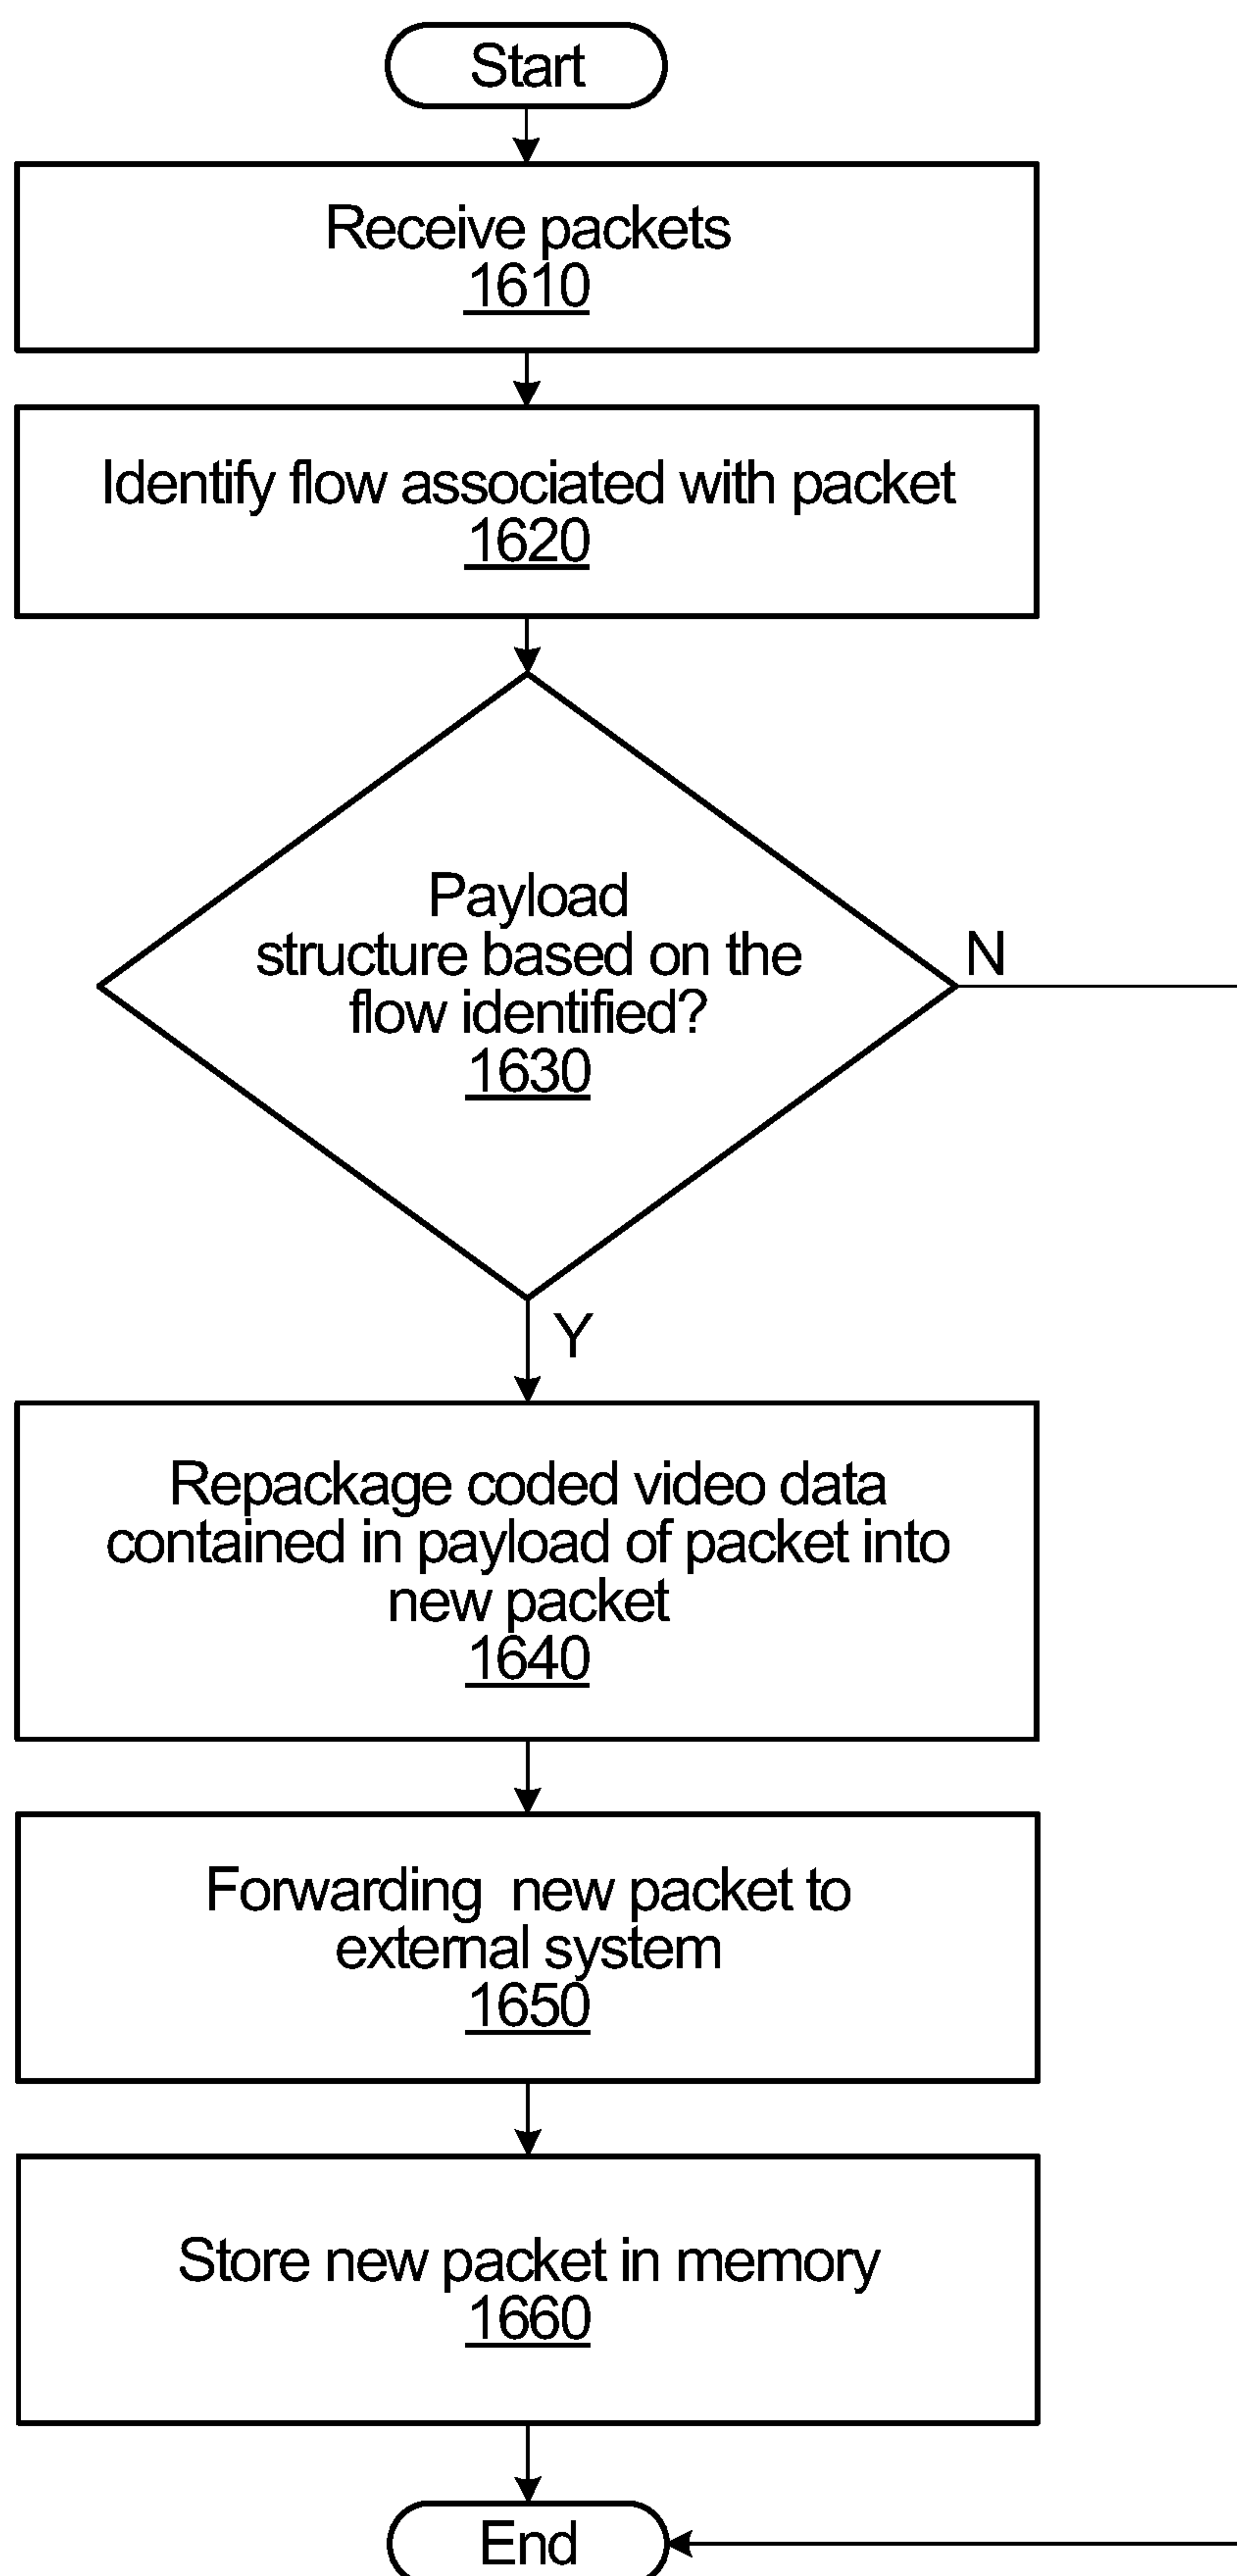 Start
Receive packets
1610
Identify flow associated with packet
1620
Payload
structure based on the
flow identified?
1630
N
Y
Repackage coded video data
contained in payload of packet into
new packet
1640
Forwarding  new packet to
external system
1650
Store new packet in memory
1660
End